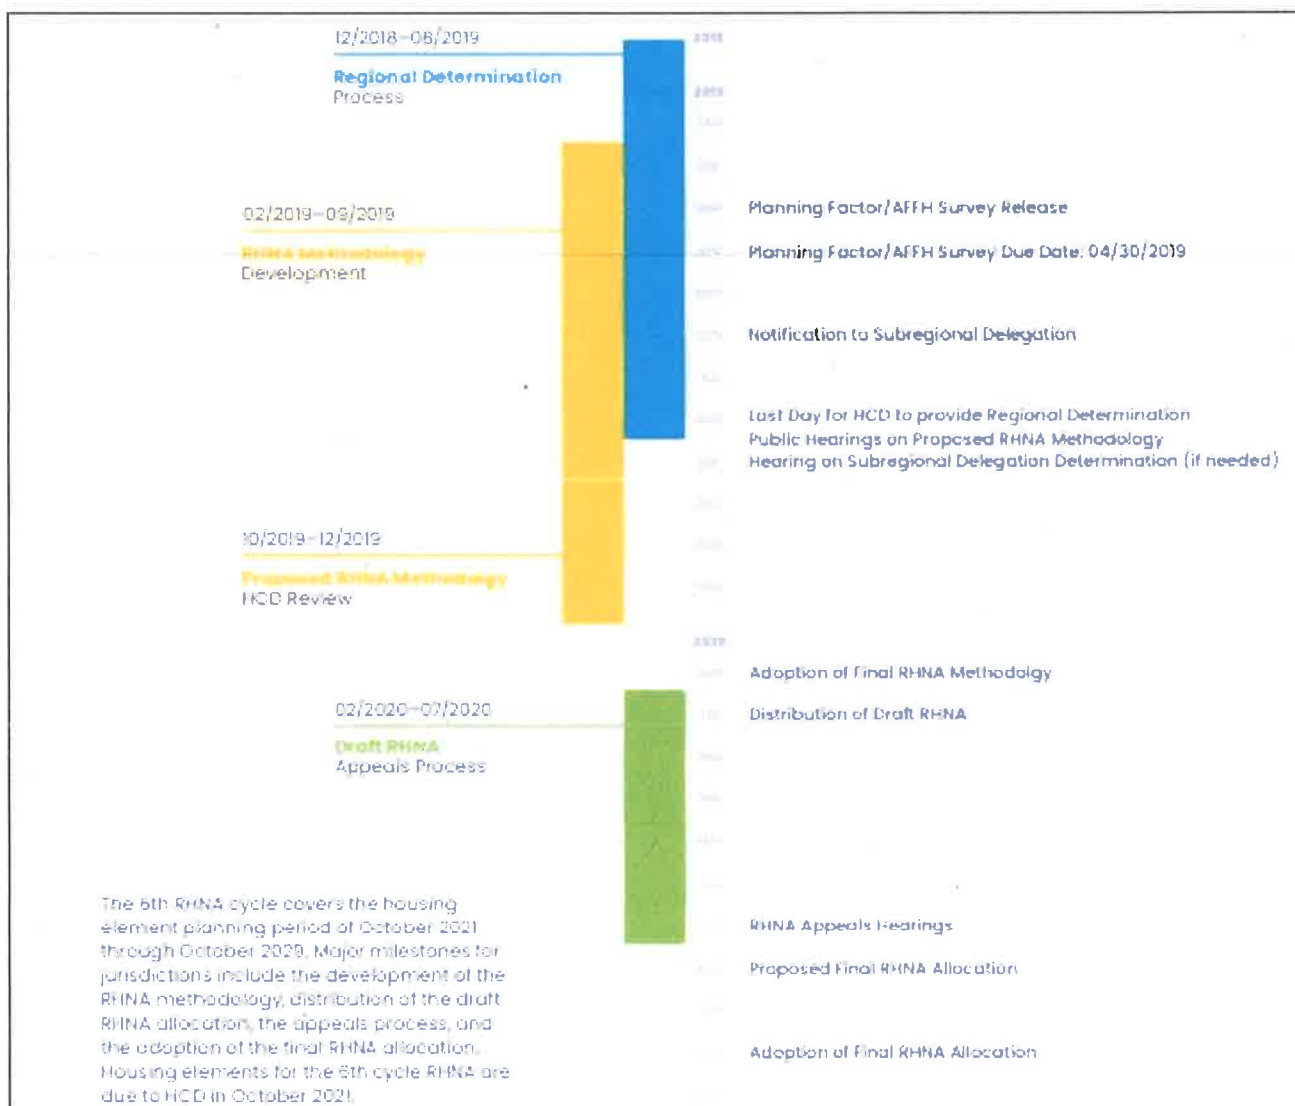 12/2018–08/2019
Regional Determination
Process
02/2019–09/2019
RHNA Methodology
Development
10/2019–12/2019
Proposed RHNA Methodolgy
HCD Review
02/2020–07/2020
Draft RHNA
Appeals Process
The 6th RHNA cycle covers the housing
element planning period of October 2021
through October 2029. Major milestones for
jurisdictions include the development of the
RHNA methodology, distribution of the draft
RHNA allocation, the appeals process, and
the adoption of the final RHNA allocation.
Housing elements for the 6th cycle RHNA are
due to HCD in October 2021.
Planning Factor/AFFH Survey Release
Planning Factor/AFFH Survey Due Date: 04/30/2019
Notification to Subregional Delegation
Last Day for HCD to provide Regional Determination
Public Hearings on Proposed RHNA Methodology
Hearing on Subregional Delegation Determination (if needed)
Adoption of Final RHNA Methodolgy
Distribution of Draft RHNA
RHNA Appeals Hearings
Proposed Final RHNA Allocation
Adoption of Final RHNA Allocation